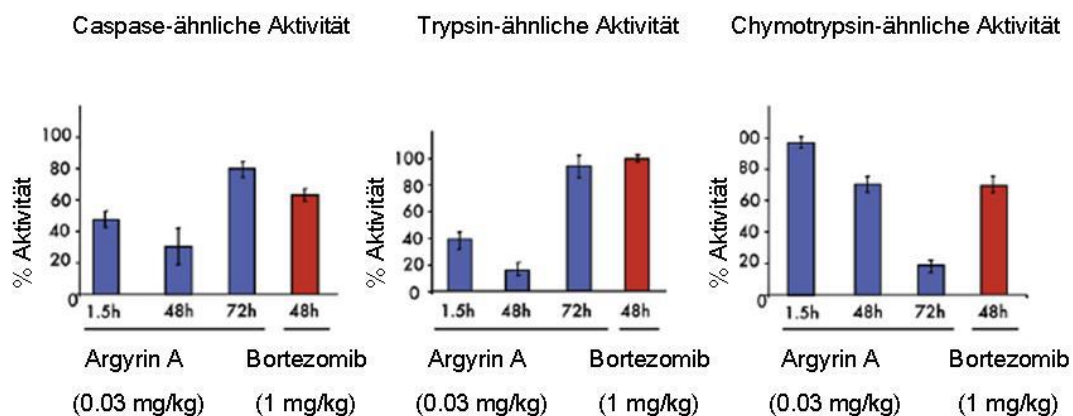 Caspase-ähnliche Aktivität
% Aktivität
100
80
60
40
20
0
1.5h 48h 72h 48h
Argyrin A Bortezomib
(0.03 mg/kg) (1 mg/kg)
Trypsin-ähnliche Aktivität
% Aktivität
100
80
60
40
20
0
1.5h 48h 72h 48h
Argyrin A Bortezomib
(0.03 mg/kg) (1 mg/kg)
Chymotrypsin-ähnliche Aktivität
% Aktivität
00
80
60
20
0
1.5h 48h 72h 48h
Argyrin A Bortezomib
(0.03 mg/kg) (1 mg/kg)